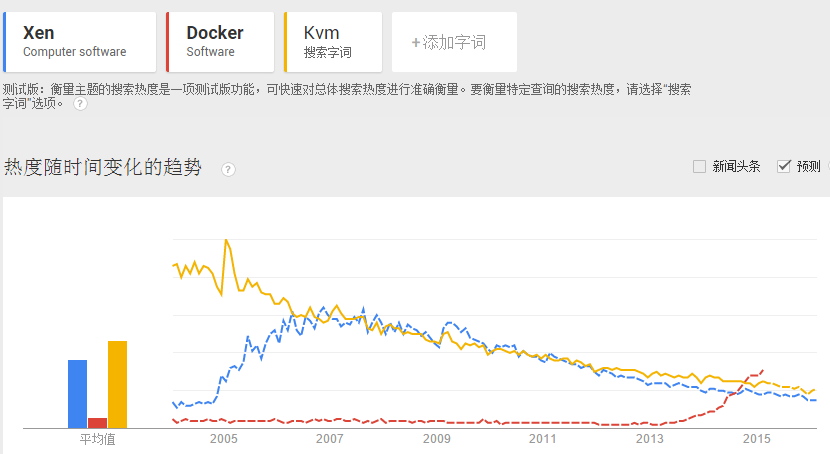 Xen
Computer software
Docker
Software
Kvm
搜索字词
+添加字词
测试版：衡量主题的搜索热度是一项测试版功能，可快速对总体搜索热度进行准确衡量。要衡量特定查询的搜索热度，请选择"搜索
字词"选项。 ?
热度随时间变化的趋势 ?
新闻头条
预测
平均值
2005
2007
2009
2011
2013
2015